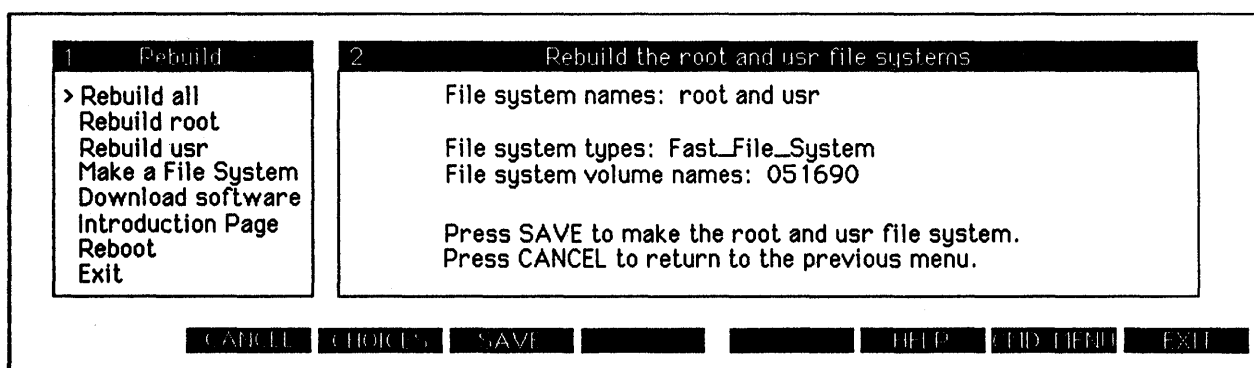 1 Rebuild
> Rebuild all
Rebuild root
Rebuild usr
Make a File System
Download software
Introduction Page
Reboot
Exit
2 Rebuild the root and usr file systems
File system names: root and usr
File system types: Fast_File_System
File system volume names: 051690
Press SAVE to make the root and usr file system.
Press CANCEL to return to the previous menu.
CANCEL CHOICES SAVE HELP CMD MENU EXIT